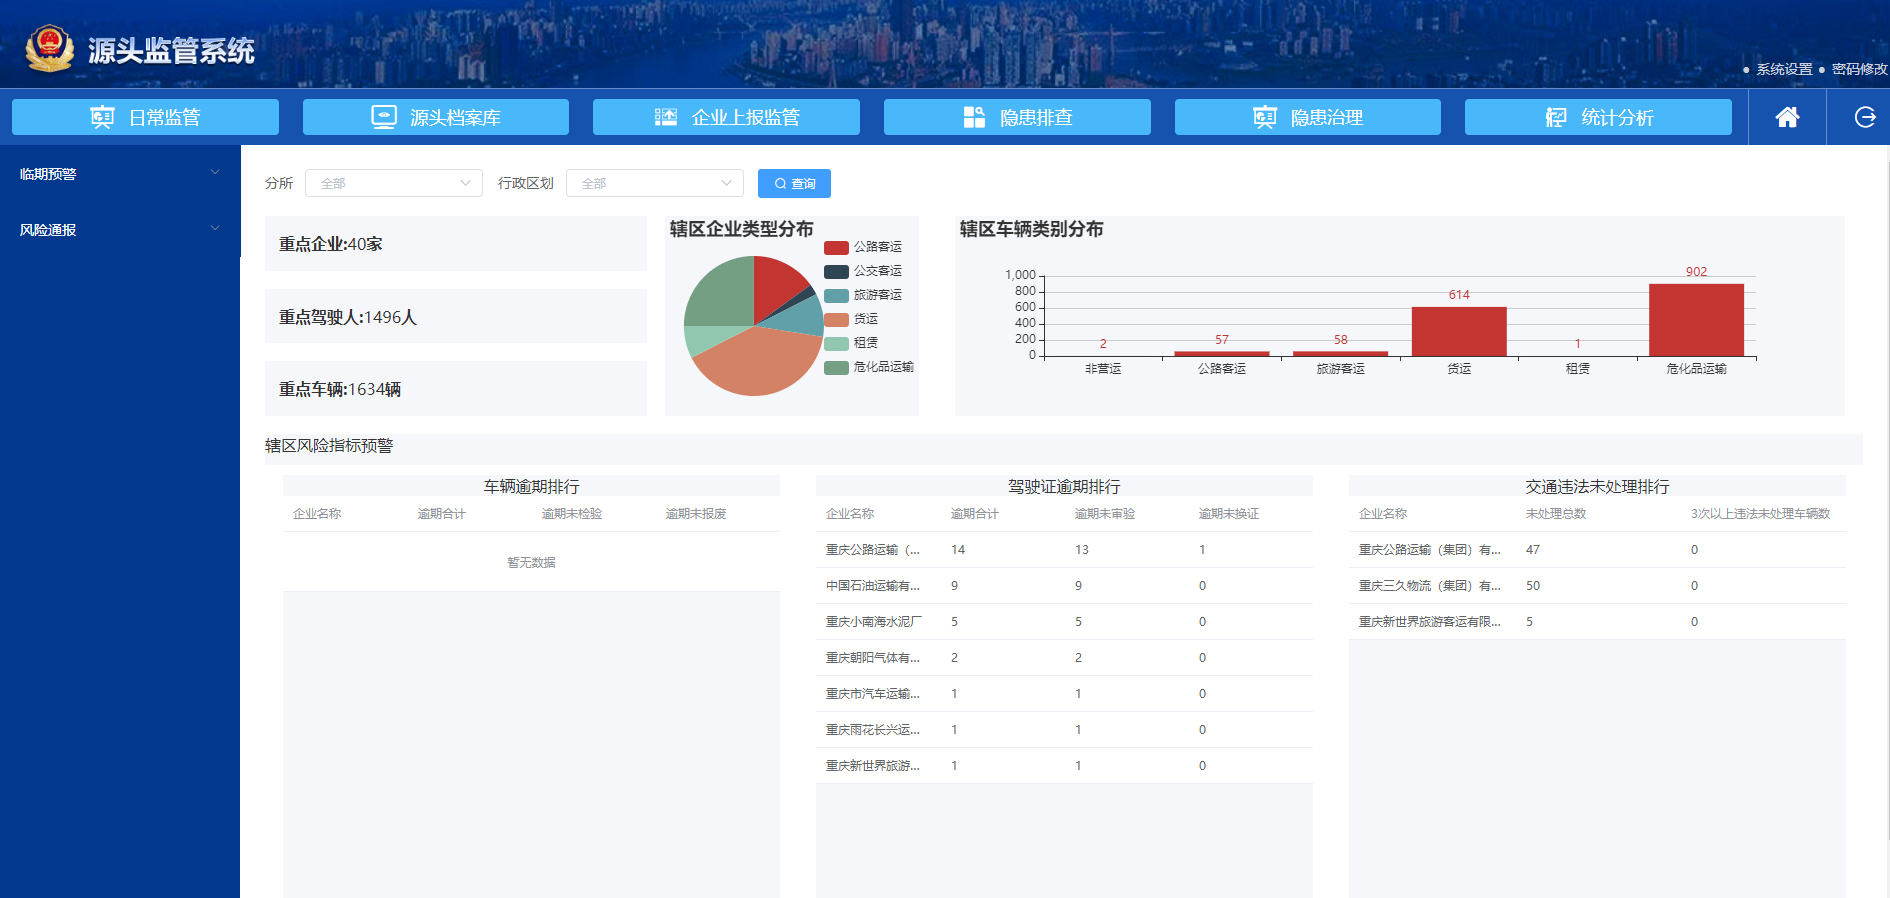 源头监管系统
系统设置
密码修改
日常监管
源头档案库
企业上报监管
隐患排查
隐患治理
统计分析
临期预警
风险通报
分所 全部 行政区划 全部 查询
重点企业:40家
重点驾驶人:1496人
重点车辆:1634辆
辖区企业类型分布
公路客运
公交客运
旅游客运
货运
租赁
危化品运输
辖区车辆类别分布
1,000
800
600
400
200
0
2
57
58
614
1
902
非营运
公路客运
旅游客运
货运
租赁
危化品运输
辖区风险指标预警
车辆逾期排行
企业名称 逾期合计 逾期未检验 逾期未报废
暂无数据
驾驶证逾期排行
企业名称 逾期合计 逾期未审验 逾期未换证
重庆公路运输（... 14 13 1
中国石油运输有... 9 9 0
重庆小南海水泥厂 5 5 0
重庆朝阳气体有... 2 2 0
重庆市汽车运输... 1 1 0
重庆雨花长兴运... 1 1 0
重庆新世界旅游... 1 1 0
交通违法未处理排行
企业名称 未处理总数 3次以上违法未处理车辆数
重庆公路运输（集团）有... 47 0
重庆三久物流（集团）有... 50 0
重庆新世界旅游客运有限... 5 0